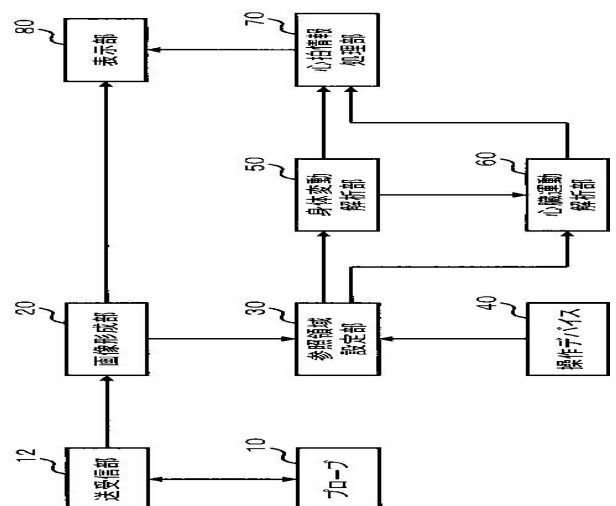 12
送受信部
10
プローブ
20
画像形成部
30
参照領域
設定部
40
操作デバイス
50
身体変動
解析部
60
心臓運動
解析部
80
表示部
70
心拍情報
処理部